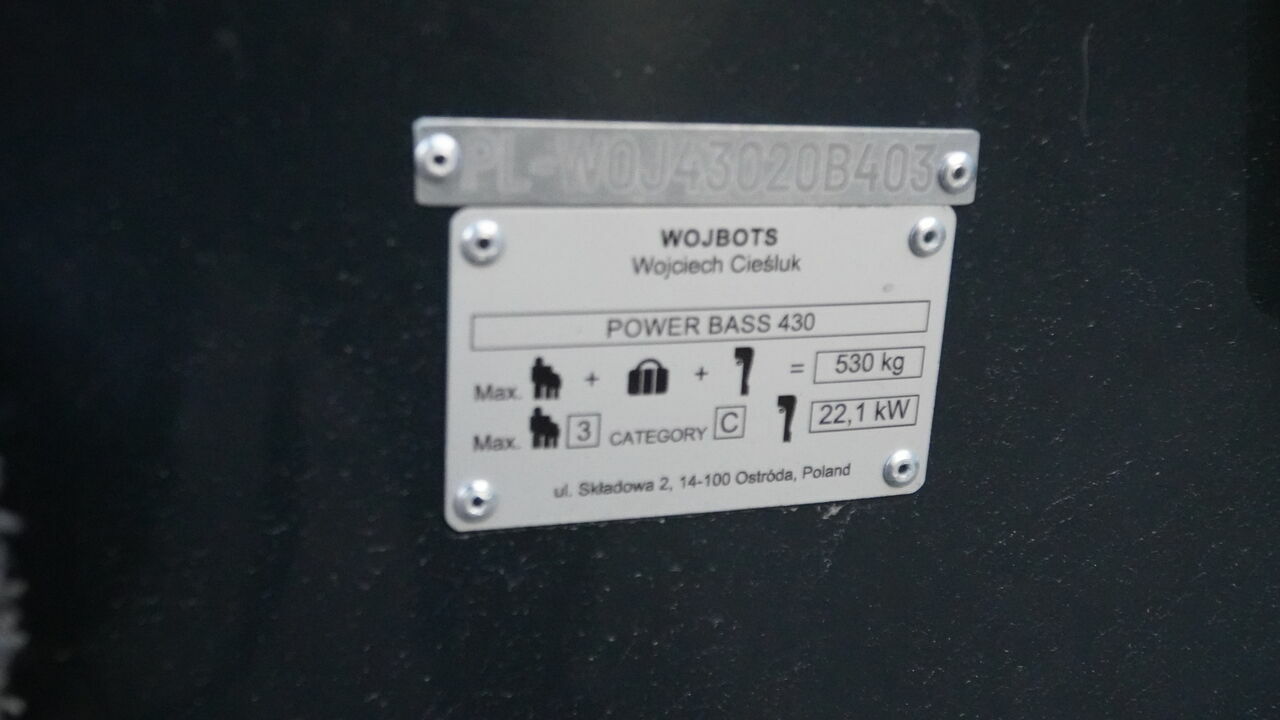 PL-WOJ43020B403
WOJBOTS
Wojciech Cieśluk
POWER BASS 430
Max. + + = 530 kg
Max. 3 CATEGORY C 22,1 kW
ul. Składowa 2, 14-100 Ostróda, Poland